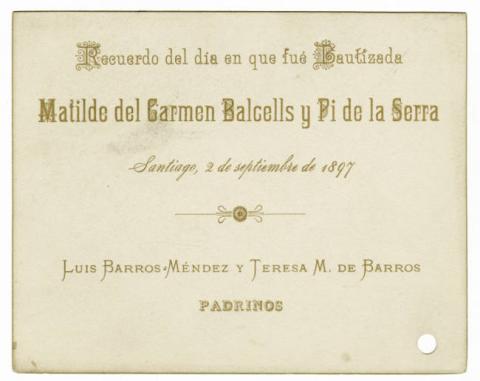 Recuerdo del día en que fué Bautizada
Matilde del Carmen Balcells y Pi de la Serra
Santiago, 2 de septiembre de 1897
Luis Barros Méndez y Teresa M. de Barros
PADRINOS